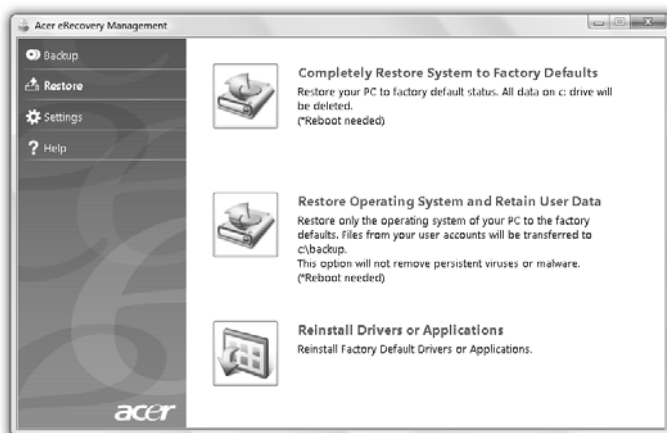 Acer eRecovery Management
Backup
Restore
Settings
Help
Completely Restore System to Factory Defaults
Restore your PC to factory default status. All data on c: drive will
be deleted.
(*Reboot needed)
Restore Operating System and Retain User Data
Restore only the operating system of your PC to the factory
defaults. Files from your user accounts will be transferred to
c:\backup.
This option will not remove persistent viruses or malware.
(*Reboot needed)
Reinstall Drivers or Applications
Reinstall Factory Default Drivers or Applications.
acer